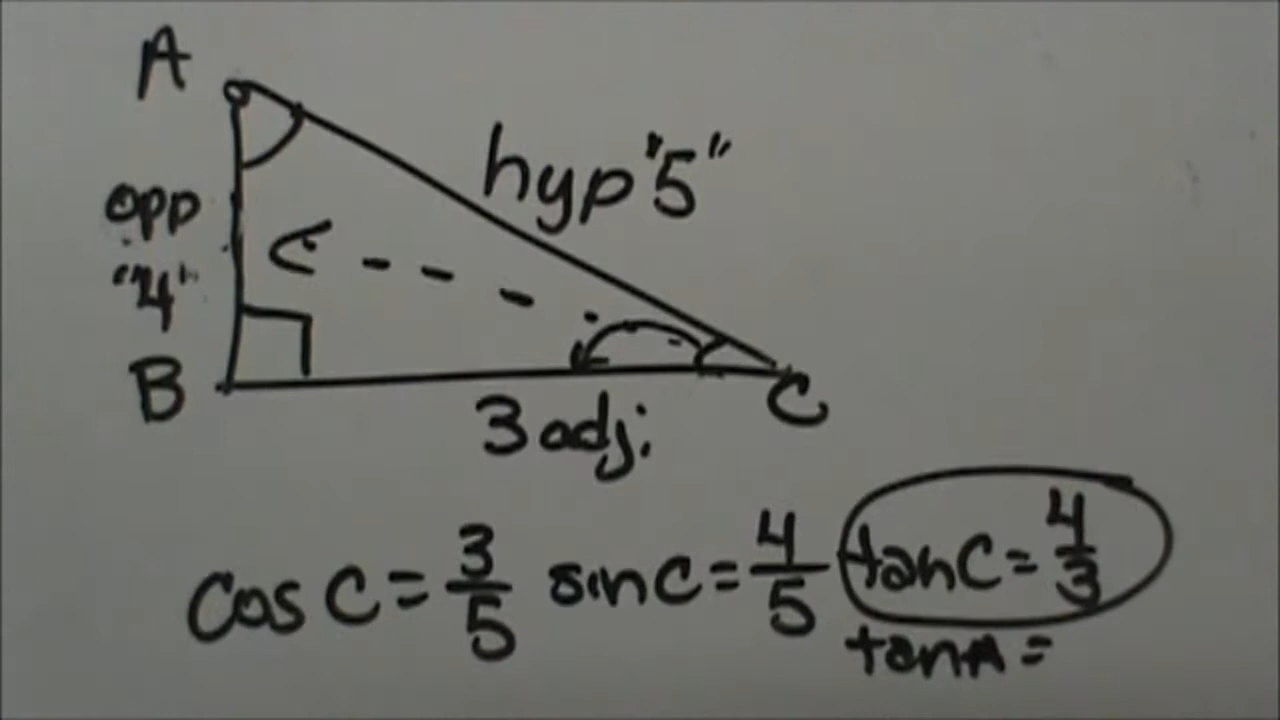 A
hyp "5"
opp
"4"
B
3 adj.
C
cos C = 3/5 sin C = 4/5 tan C = 4/3
tan A =